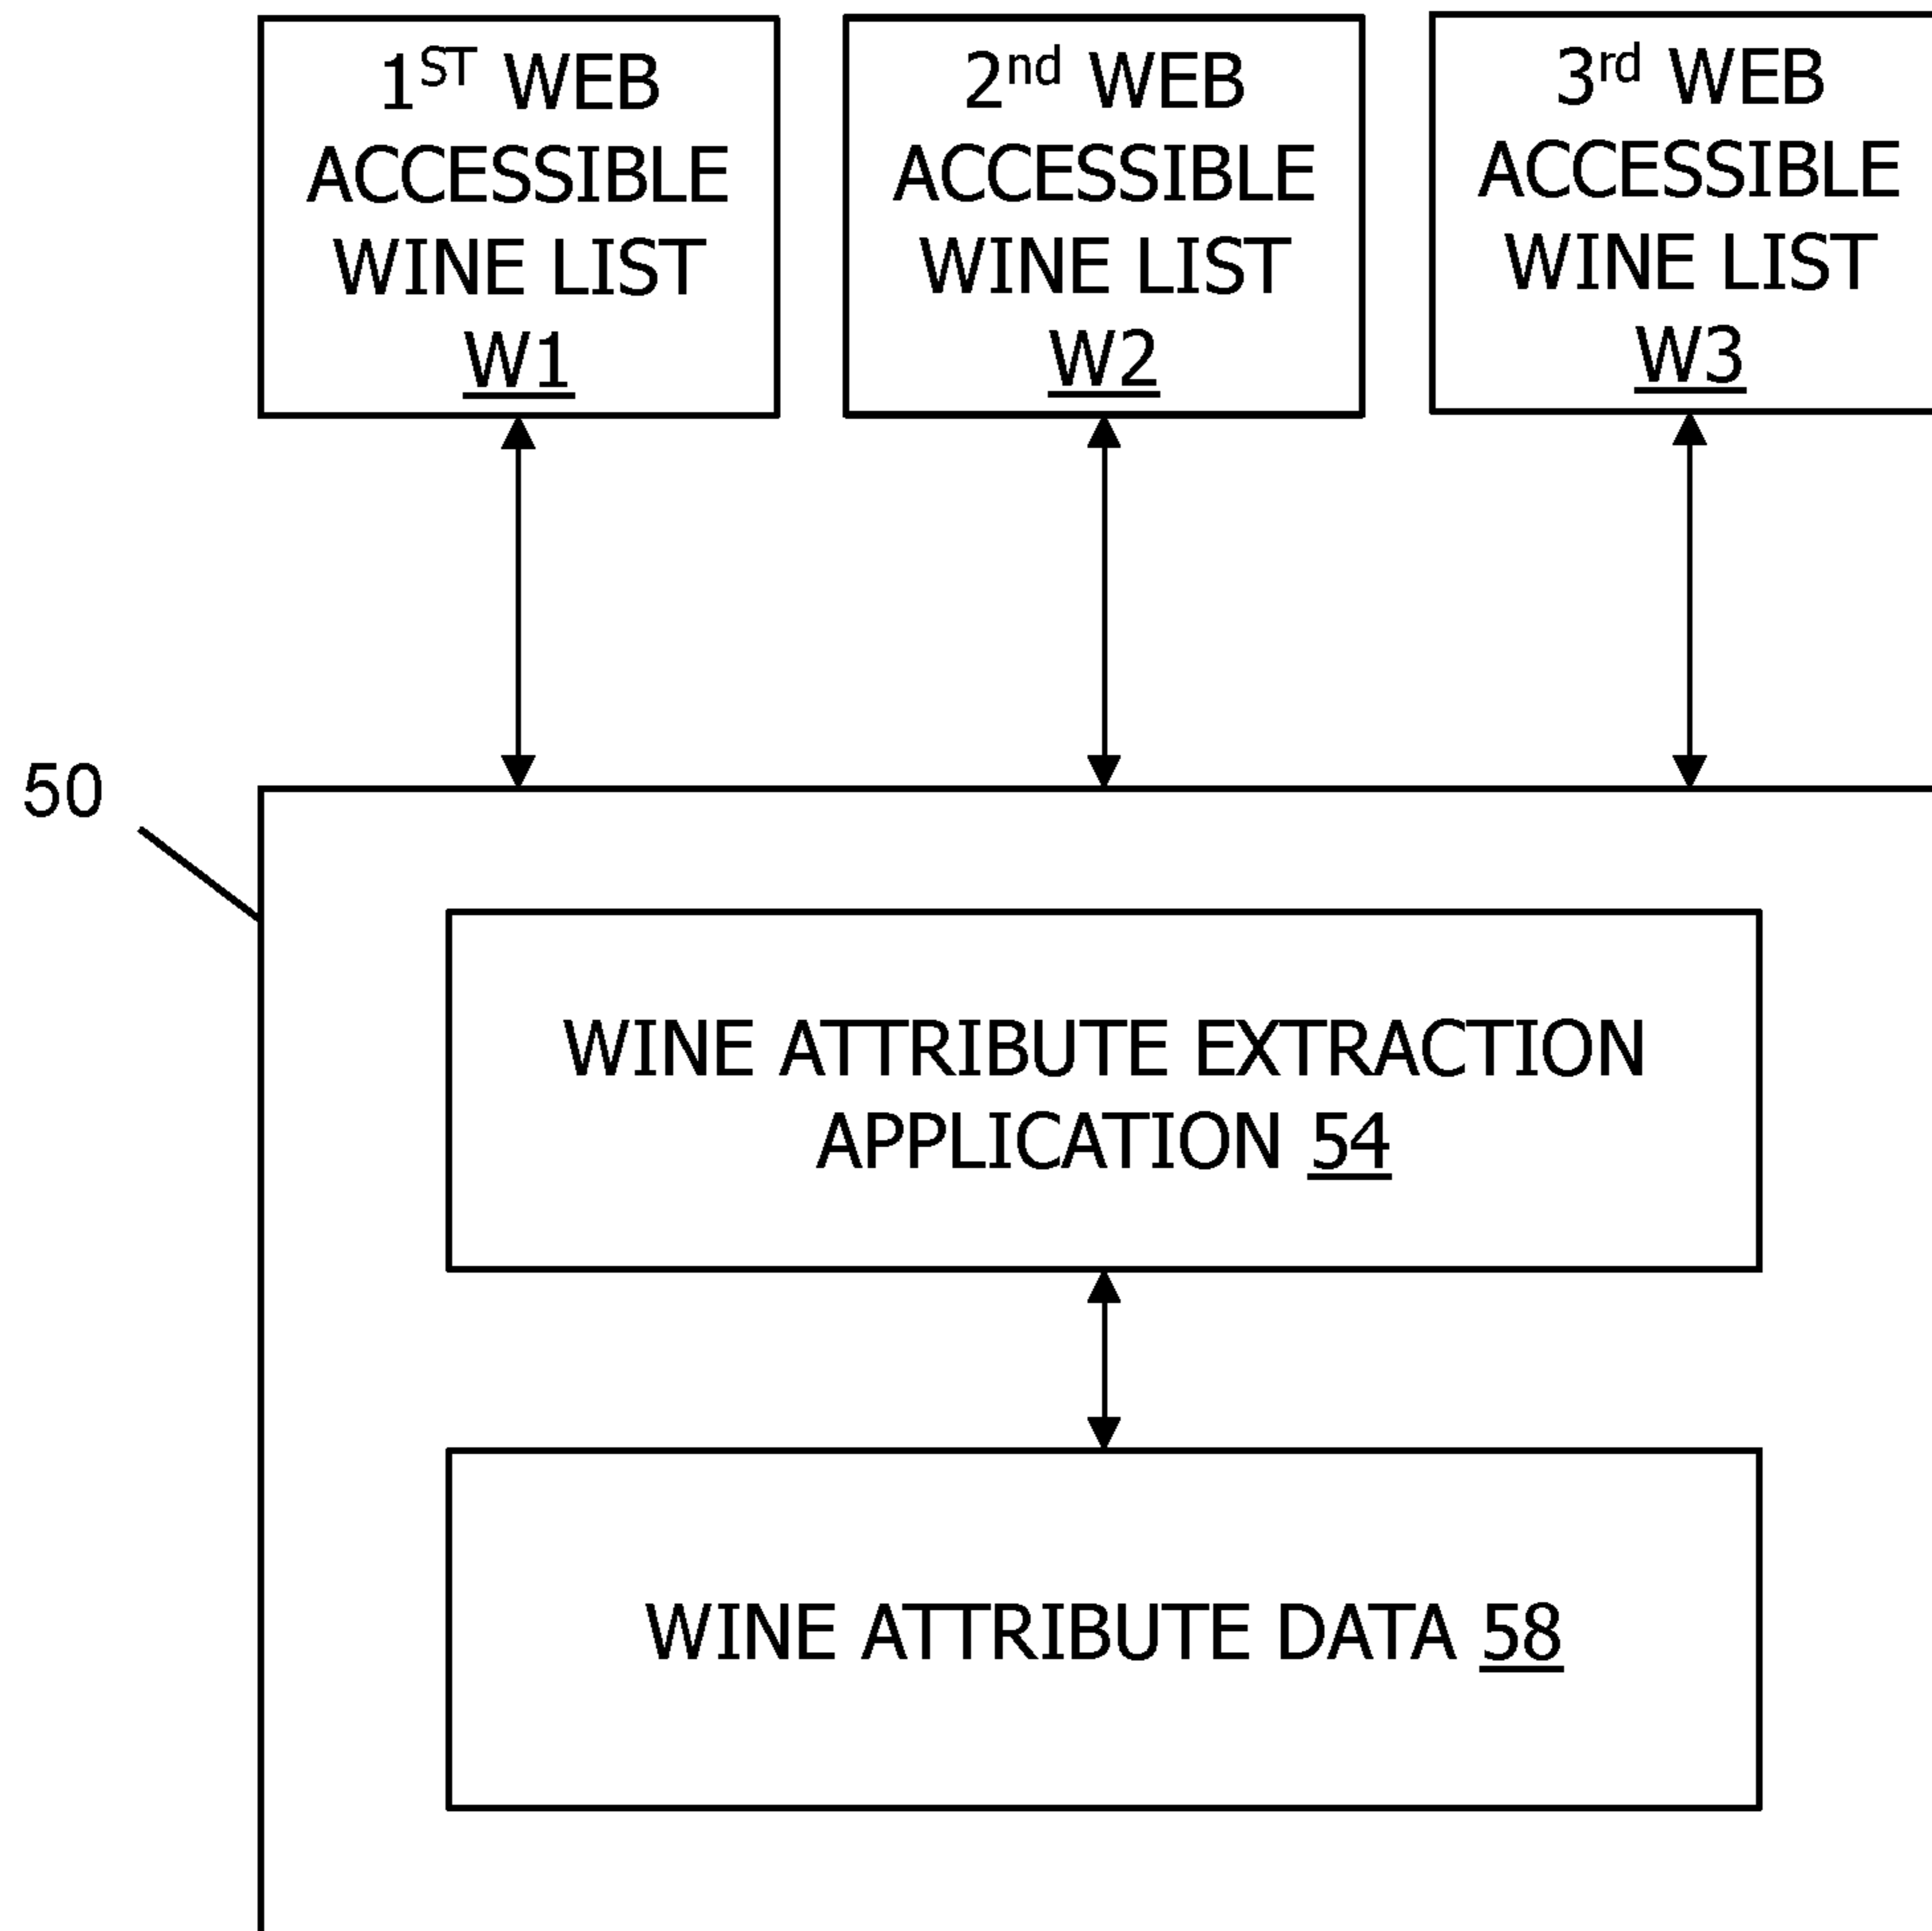 1ST WEB
ACCESSIBLE
WINE LIST
W1
2nd WEB
ACCESSIBLE
WINE LIST
W2
3rd WEB
ACCESSIBLE
WINE LIST
W3
50
WINE ATTRIBUTE EXTRACTION
APPLICATION 54
WINE ATTRIBUTE DATA 58